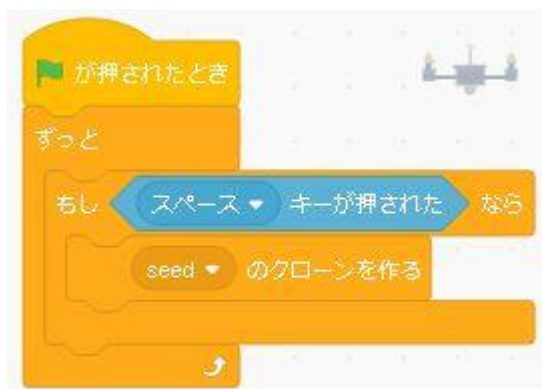 が押されたとき
ずっと
もし スペース キーが押された なら
seed のクローンを作る